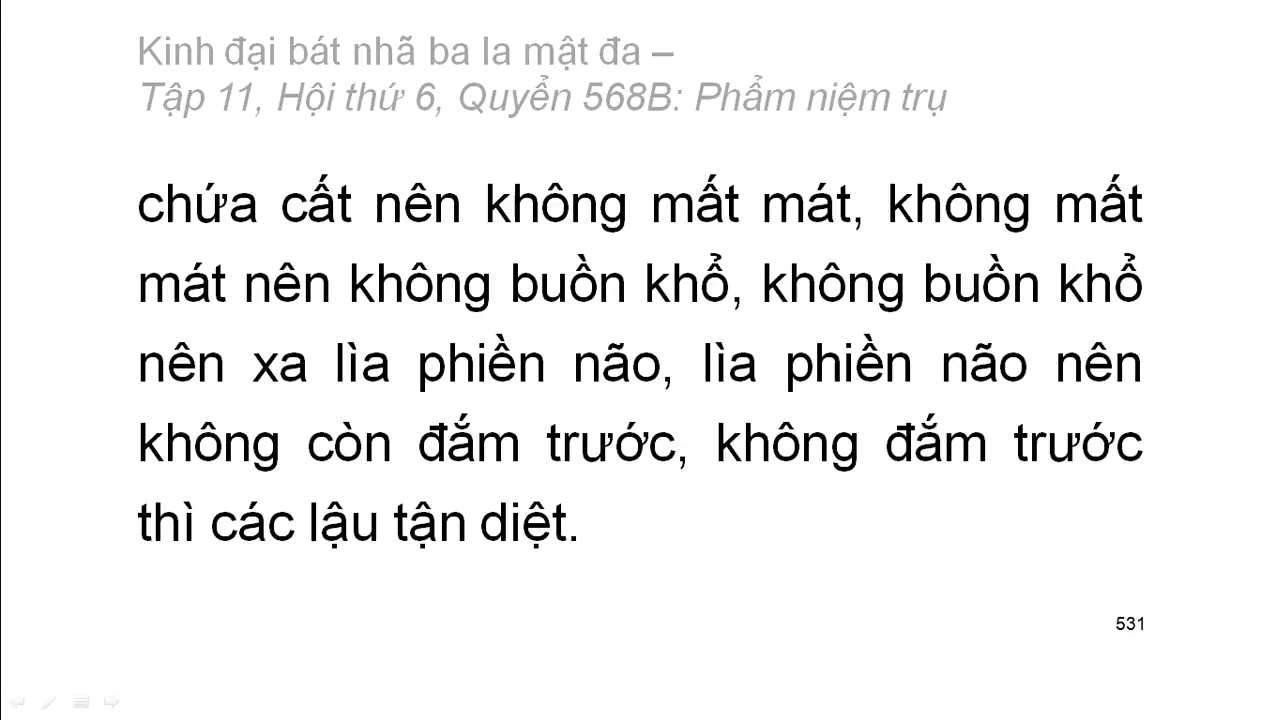 Kinh đại bát nhã ba la mật đa –
Tập 11, Hội thứ 6, Quyển 568B: Phẩm niệm trụ
chứa cất nên không mất mát, không mất
mát nên không buồn khổ, không buồn khổ
nên xa lìa phiền não, lìa phiền não nên
không còn đắm trước, không đắm trước
thì các lậu tận diệt.
531